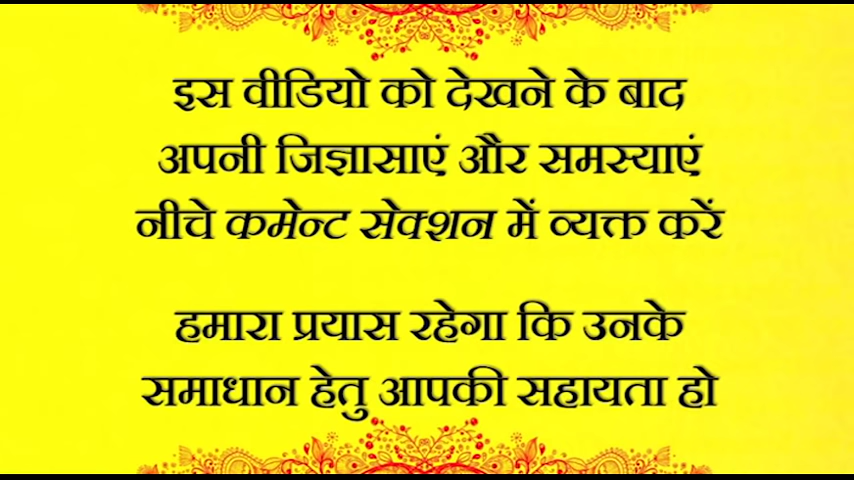 इस वीडियो को देखने के बाद
अपनी जिज्ञासाएं और समस्याएं
नीचे कमेन्ट सेक्शन में व्यक्त करें
हमारा प्रयास रहेगा कि उनके
समाधान हेतु आपकी सहायता हो